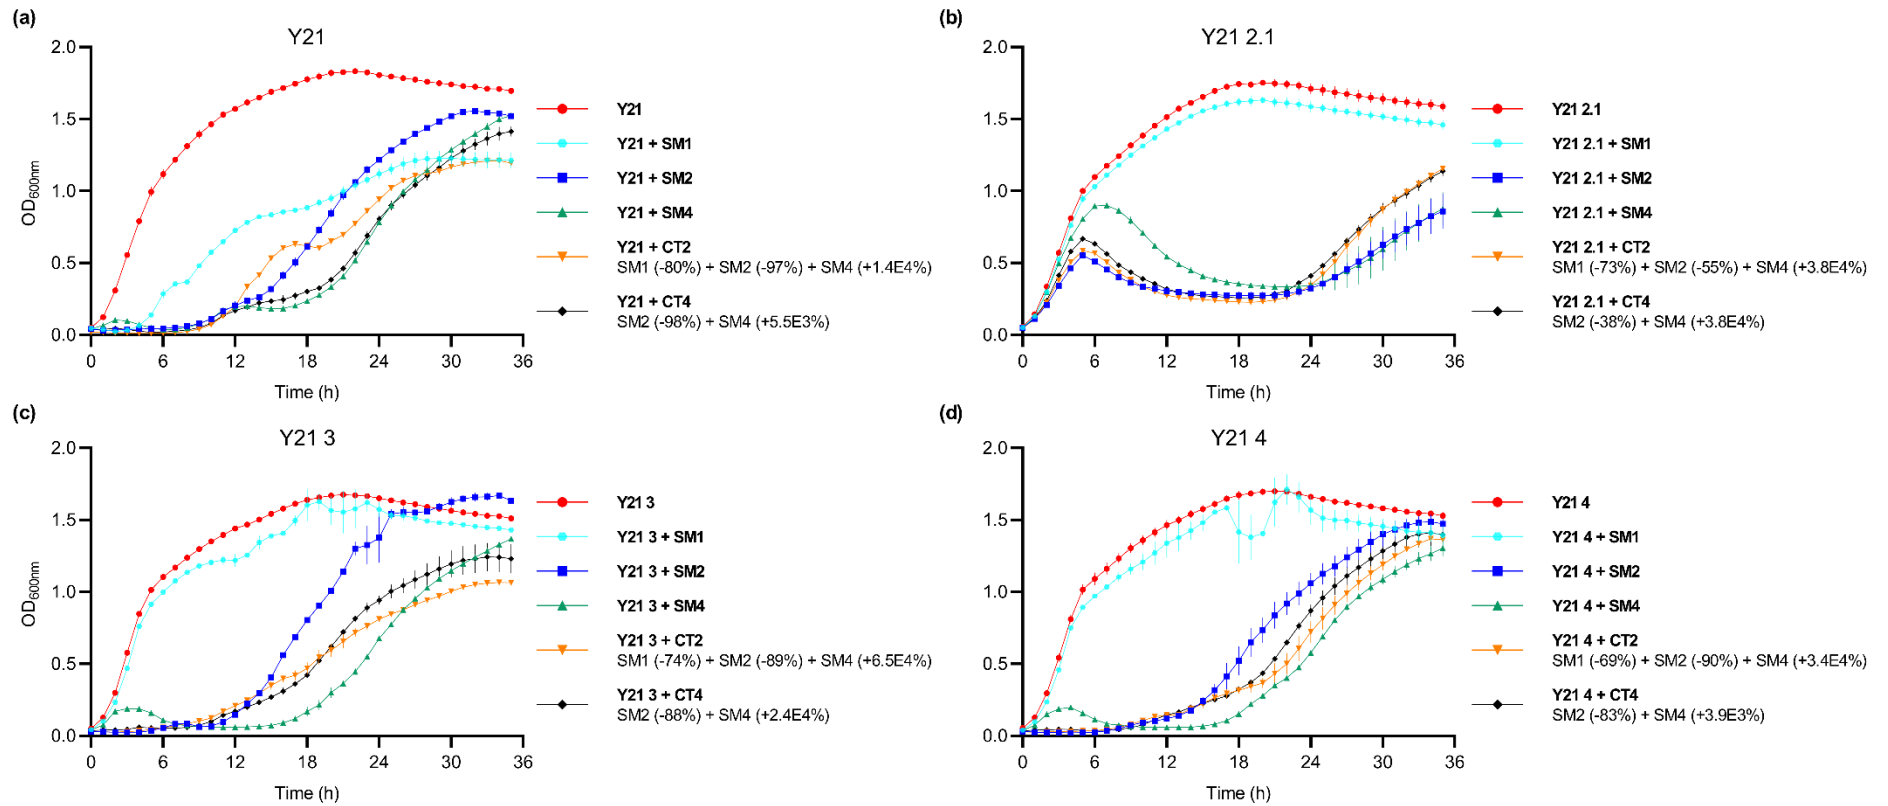 (a)
Y21
2.0
1.5
1.0
0.5
0.0
OD600nm
0 6 12 18 24 30 36
Time (h)
Y21
Y21 + SM1
Y21 + SM2
Y21 + SM4
Y21 + CT2
SM1 (-80%) + SM2 (-97%) + SM4 (+1.4E4%)
Y21 + CT4
SM2 (-98%) + SM4 (+5.5E3%)
(b)
Y21 2.1
2.0
1.5
1.0
0.5
0.0
0 6 12 18 24 30 36
Time (h)
Y21 2.1
Y21 2.1 + SM1
Y21 2.1 + SM2
Y21 2.1 + SM4
Y21 2.1 + CT2
SM1 (-73%) + SM2 (-55%) + SM4 (+3.8E4%)
Y21 2.1 + CT4
SM2 (-38%) + SM4 (+3.8E4%)
(c)
Y21 3
2.0
1.5
1.0
0.5
0.0
OD600nm
0 6 12 18 24 30 36
Time (h)
Y21 3
Y21 3 + SM1
Y21 3 + SM2
Y21 3 + SM4
Y21 3 + CT2
SM1 (-74%) + SM2 (-89%) + SM4 (+6.5E4%)
Y21 3 + CT4
SM2 (-88%) + SM4 (+2.4E4%)
(d)
Y21 4
2.0
1.5
1.0
0.5
0.0
0 6 12 18 24 30 36
Time (h)
Y21 4
Y21 4 + SM1
Y21 4 + SM2
Y21 4 + SM4
Y21 4 + CT2
SM1 (-69%) + SM2 (-90%) + SM4 (+3.4E4%)
Y21 4 + CT4
SM2 (-83%) + SM4 (+3.9E3%)